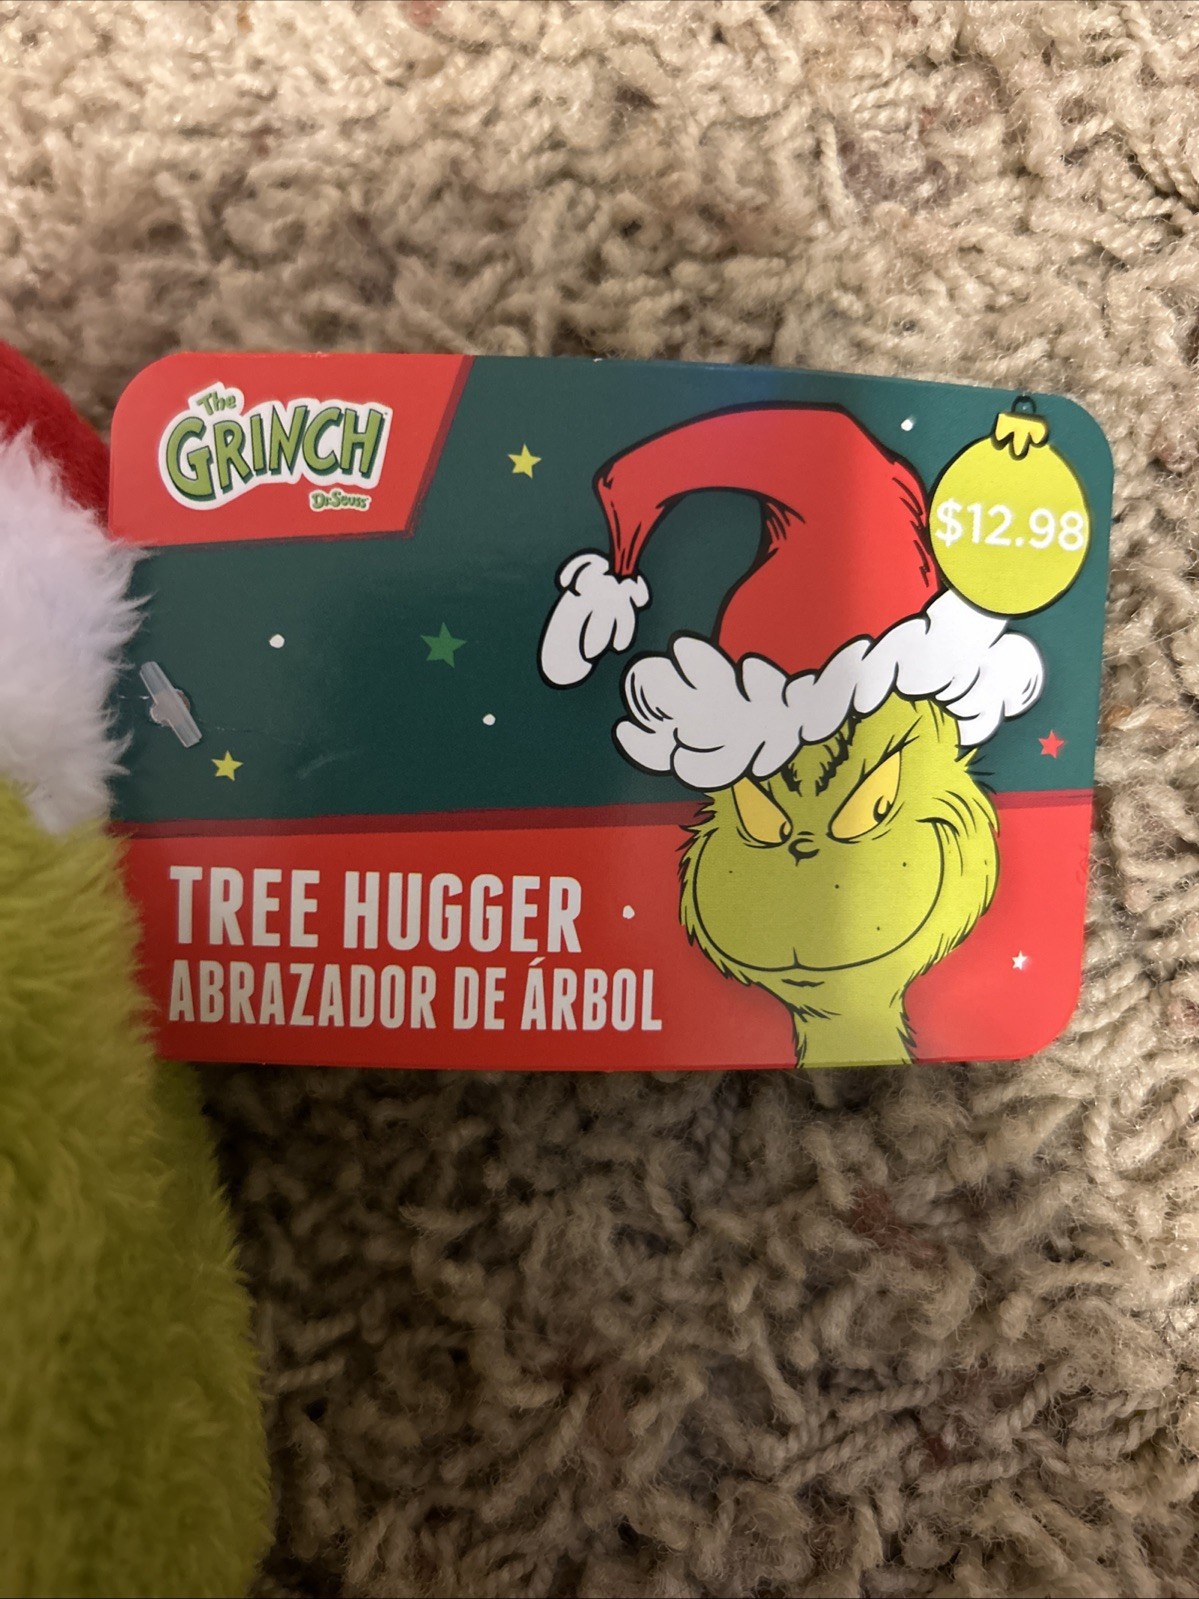 The
GRINCH
Dr. Seuss
$12.98
TREE HUGGER
ABRAZADOR DE ÁRBOL